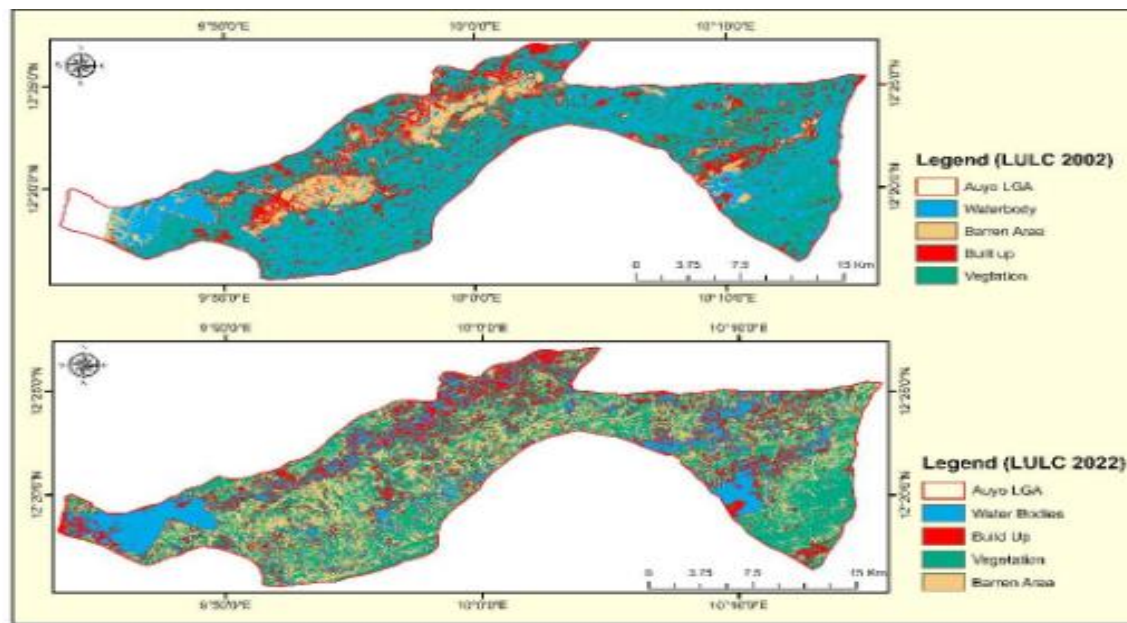 9°50'0"E 10°0'0"E 10°10'0"E
12°25'0"N 12°25'0"N
12°20'0"N 12°20'0"N
Legend (LULC 2002)
Auyo LGA
Waterbody
Barren Area
Built up
Vegtation
0 3.75 7.5 15 Km
9°50'0"E 10°0'0"E 10°10'0"E
9°50'0"E 10°0'0"E 10°10'0"E
12°25'0"N 12°25'0"N
12°20'0"N 12°20'0"N
Legend (LULC 2022)
Auyo LGA
Water Bodies
Build Up
Vegetation
Barren Area
0 3.75 7.5 15 Km
9°50'0"E 10°0'0"E 10°10'0"E